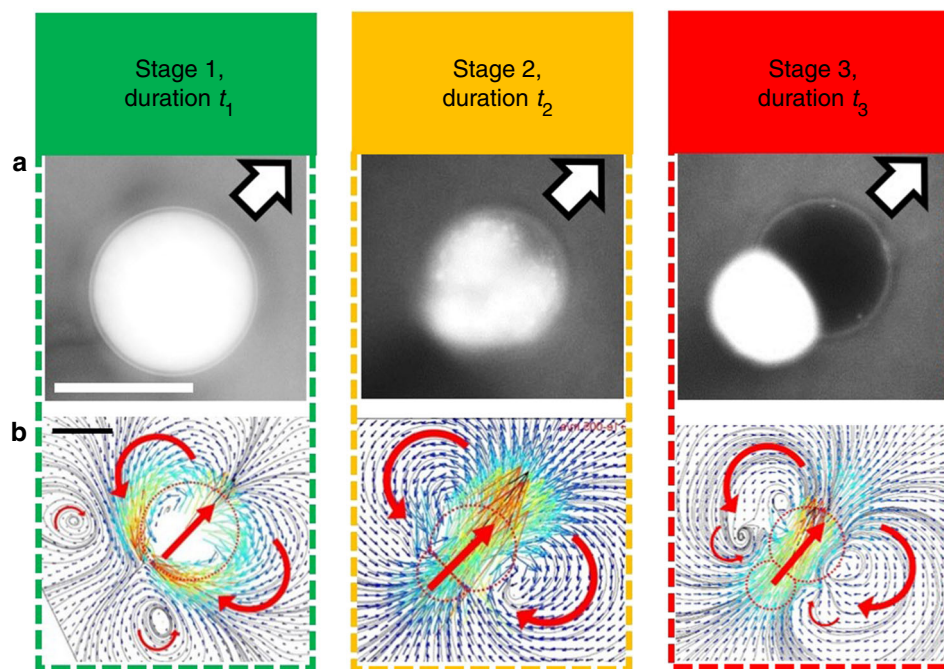 Stage 1,
duration t1
Stage 2,
duration t2
Stage 3,
duration t3
a
b